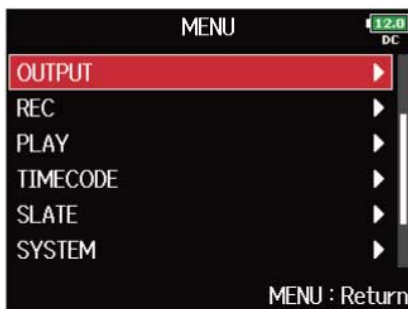 MENU
12.0
DC
OUTPUT
REC
PLAY
TIMECODE
SLATE
SYSTEM
MENU : Return